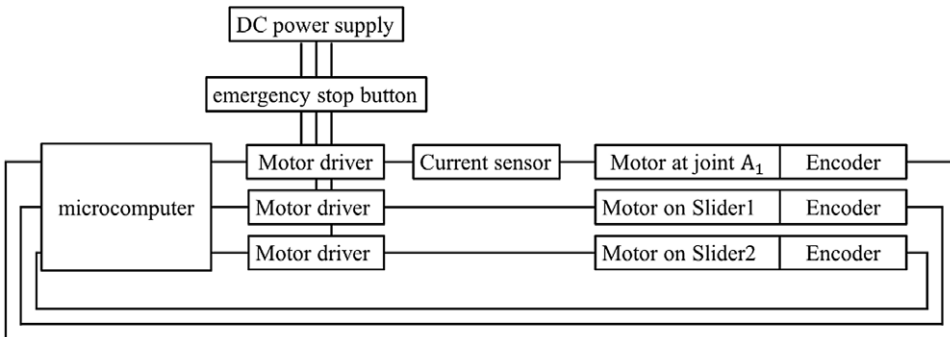 DC power supply
emergency stop button
Motor driver
Current sensor
Motor at joint A₁
Encoder
microcomputer
Motor driver
Motor on Slider1
Encoder
Motor driver
Motor on Slider2
Encoder